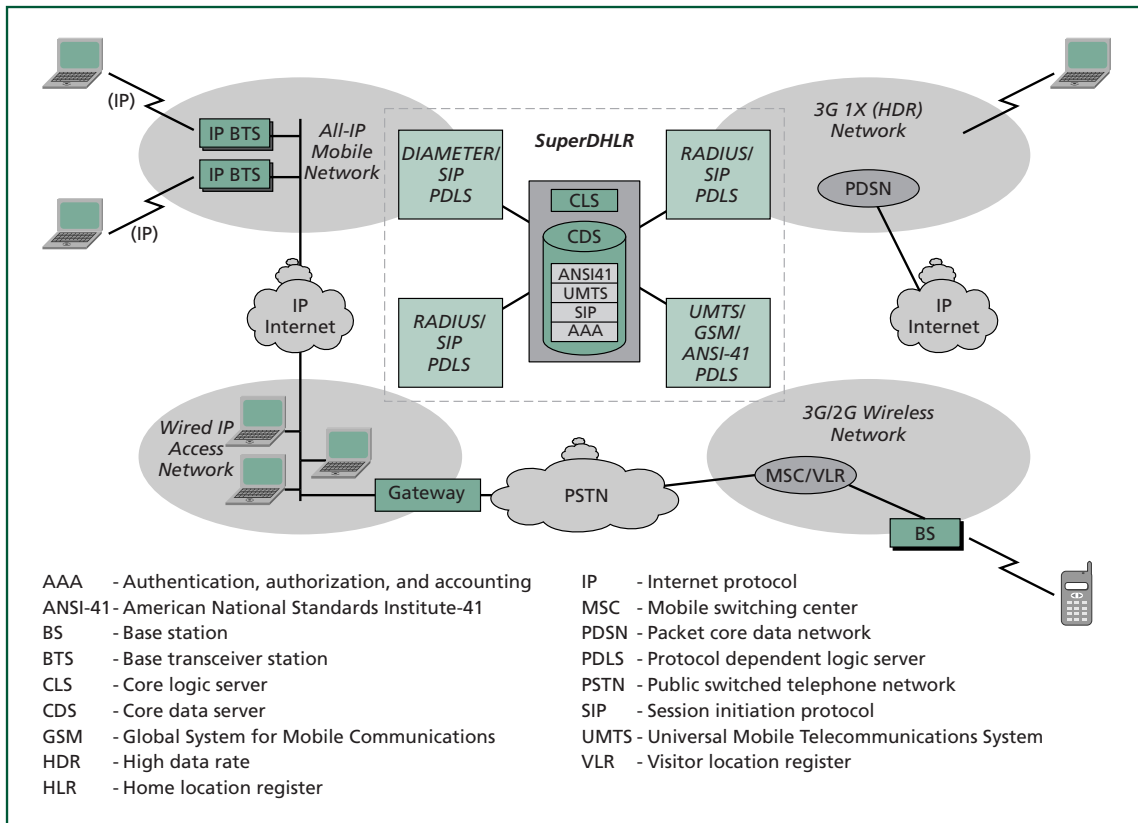 (IP)
IP BTS
IP BTS
(IP)
All-IP
Mobile
Network
IP
Internet
DIAMETER/
SIP
PDLS
SuperDHLR
RADIUS/
SIP
PDLS
CLS
CDS
ANSI41
UMTS
SIP
AAA
RADIUS/
SIP
PDLS
UMTS/
GSM/
ANSI-41
PDLS
3G 1X (HDR)
Network
PDSN
IP
Internet
Wired IP
Access
Network
Gateway
PSTN
3G/2G Wireless
Network
MSC/VLR
BS
AAA - Authentication, authorization, and accounting
ANSI-41 - American National Standards Institute-41
BS - Base station
BTS - Base transceiver station
CLS - Core logic server
CDS - Core data server
GSM - Global System for Mobile Communications
HDR - High data rate
HLR - Home location register
IP - Internet protocol
MSC - Mobile switching center
PDSN - Packet core data network
PDLS - Protocol dependent logic server
PSTN - Public switched telephone network
SIP - Session initiation protocol
UMTS - Universal Mobile Telecommunications System
VLR - Visitor location register